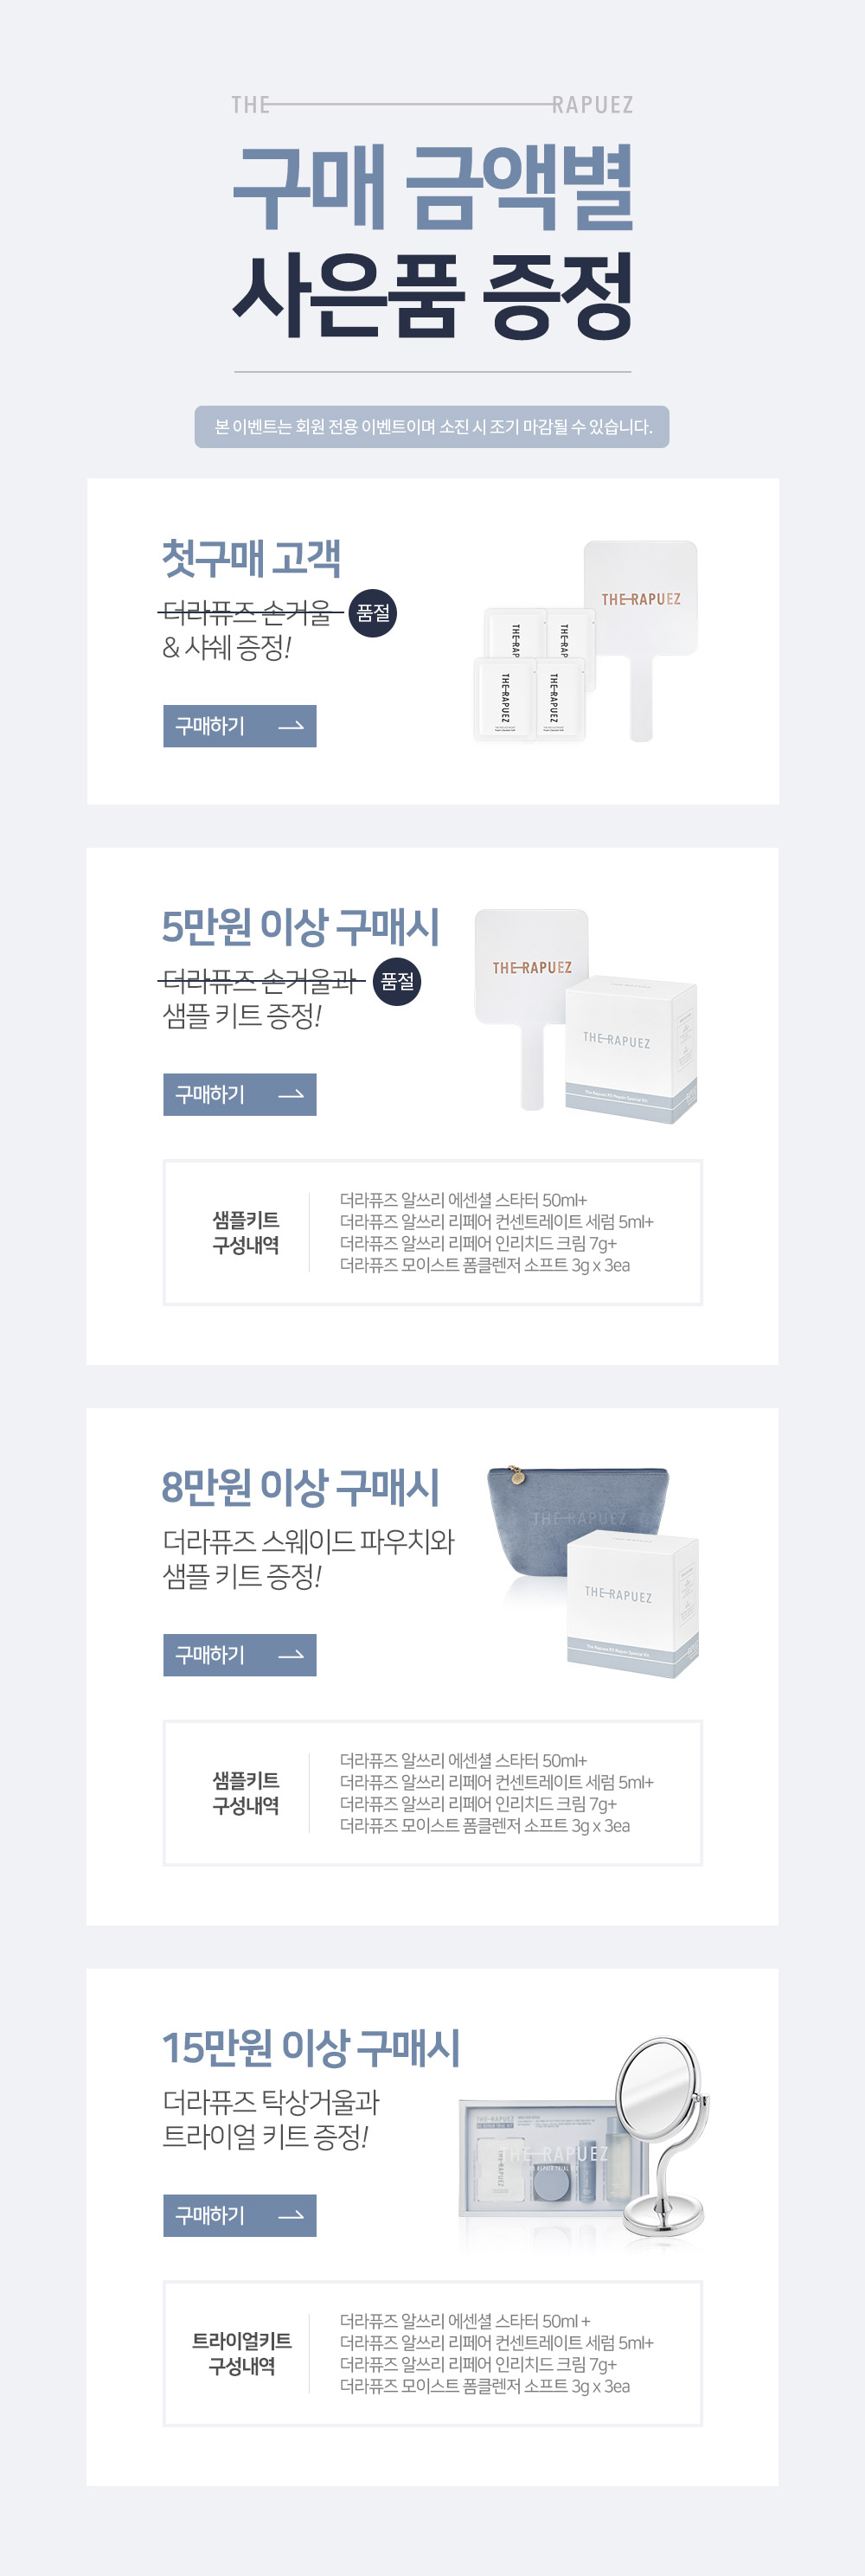 THE RAPUEZ
구매 금액별
사은품 증정
본 이벤트는 회원 전용 이벤트이며 소진 시 조기 마감될 수 있습니다.
첫구매 고객
더라퓨즈 손거울 품절
& 샤쉐 증정!
구매하기
THE RAPUEZ
THE RAPUEZ
THE RAPUEZ
5만원 이상 구매시
더라퓨즈 손거울과 품절
샘플 키트 증정!
구매하기
THE RAPUEZ
THE RAPUEZ
샘플키트
구성내역
더라퓨즈 알쓰리 에센셜 스타터 50ml+
더라퓨즈 알쓰리 리페어 컨센트레이트 세럼 5ml+
더라퓨즈 알쓰리 리페어 인리치드 크림 7g+
더라퓨즈 모이스트 폼클렌저 소프트 3g x 3ea
8만원 이상 구매시
더라퓨즈 스웨이드 파우치와
샘플 키트 증정!
구매하기
THE RAPUEZ
THE RAPUEZ
샘플키트
구성내역
더라퓨즈 알쓰리 에센셜 스타터 50ml+
더라퓨즈 알쓰리 리페어 컨센트레이트 세럼 5ml+
더라퓨즈 알쓰리 리페어 인리치드 크림 7g+
더라퓨즈 모이스트 폼클렌저 소프트 3g x 3ea
15만원 이상 구매시
더라퓨즈 탁상거울과
트라이얼 키트 증정!
구매하기
THE RAPUEZ
THE RAPUEZ
트라이얼키트
구성내역
더라퓨즈 알쓰리 에센셜 스타터 50ml +
더라퓨즈 알쓰리 리페어 컨센트레이트 세럼 5ml+
더라퓨즈 알쓰리 리페어 인리치드 크림 7g+
더라퓨즈 모이스트 폼클렌저 소프트 3g x 3ea